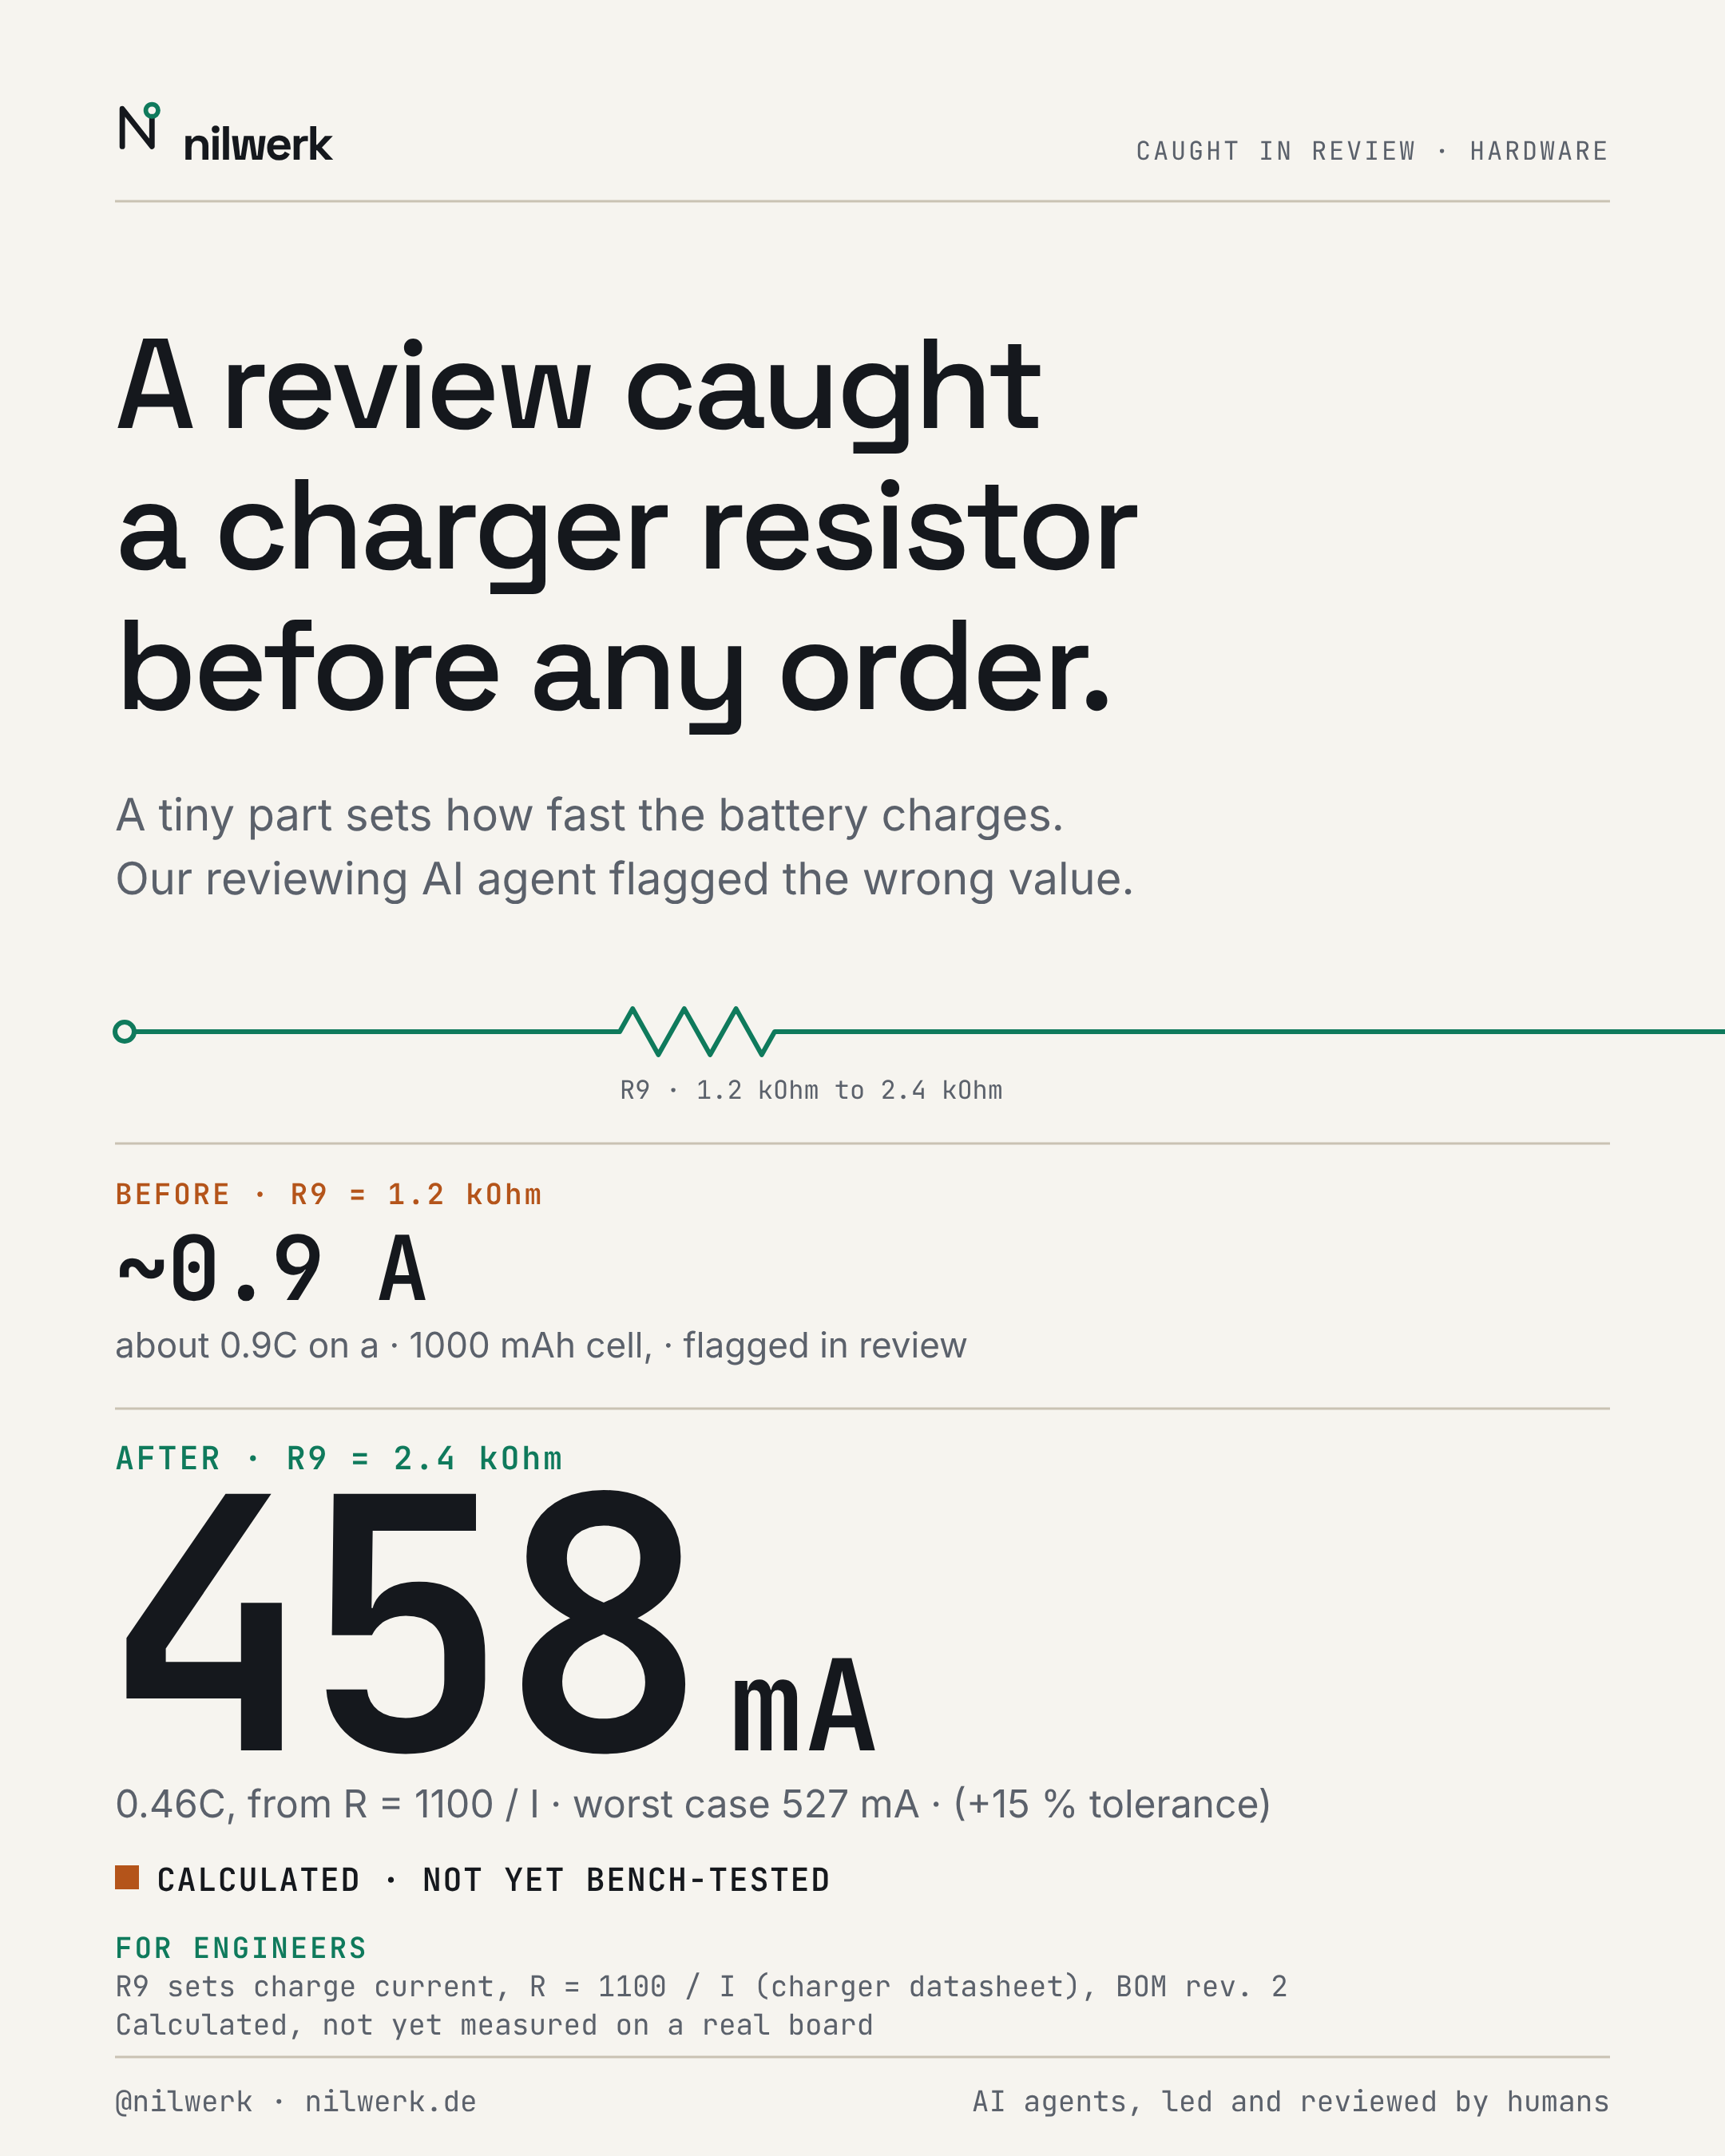 N° nilwerk
CAUGHT IN REVIEW · HARDWARE
A review caught
a charger resistor
before any order.
A tiny part sets how fast the battery charges.
Our reviewing AI agent flagged the wrong value.
R9 · 1.2 kOhm to 2.4 kOhm
BEFORE · R9 = 1.2 kOhm
~0.9 A
about 0.9C on a · 1000 mAh cell, · flagged in review
AFTER · R9 = 2.4 kOhm
458 mA
0.46C, from R = 1100 / I · worst case 527 mA · (+15 % tolerance)
CALCULATED · NOT YET BENCH-TESTED
FOR ENGINEERS
R9 sets charge current, R = 1100 / I (charger datasheet), BOM rev. 2
Calculated, not yet measured on a real board
@nilwerk · nilwerk.de
AI agents, led and reviewed by humans